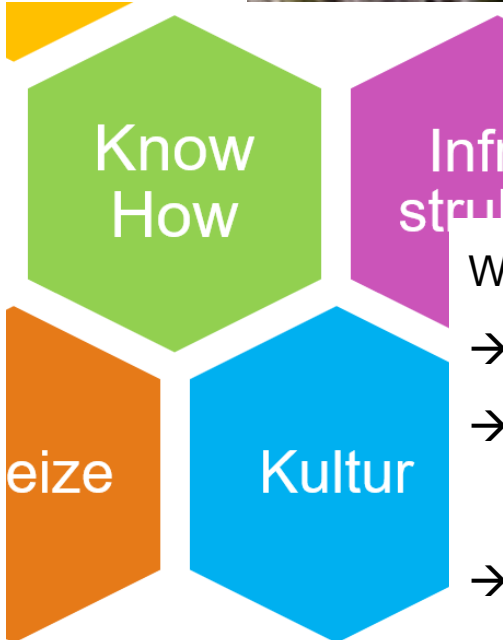 Know
How
Infr
stru
W
→
→
eize
Kultur
→